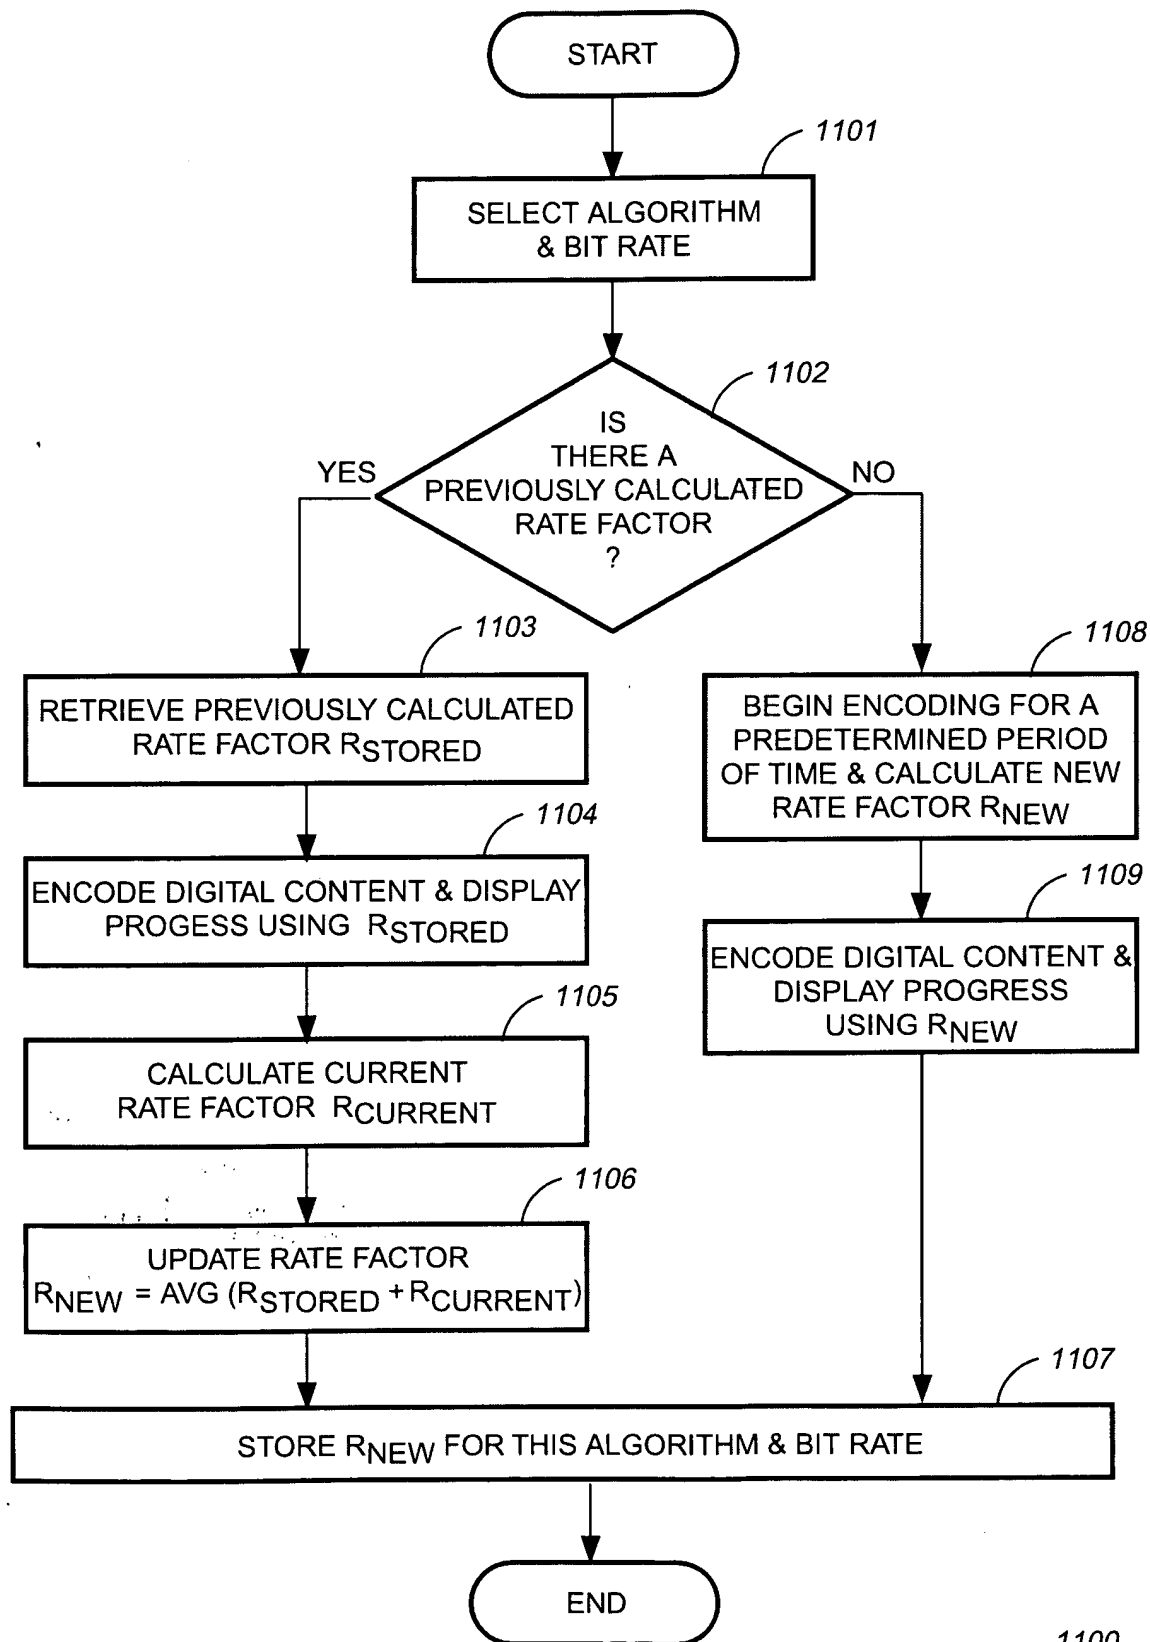 START
1101
SELECT ALGORITHM
& BIT RATE
1102
IS
THERE A
PREVIOUSLY CALCULATED
RATE FACTOR
?
YES
NO
1103
RETRIEVE PREVIOUSLY CALCULATED
RATE FACTOR RSTORED
1104
ENCODE DIGITAL CONTENT & DISPLAY
PROGESS USING RSTORED
1105
CALCULATE CURRENT
RATE FACTOR RCURRENT
1106
UPDATE RATE FACTOR
RNEW = AVG (RSTORED + RCURRENT)
1108
BEGIN ENCODING FOR A
PREDETERMINED PERIOD
OF TIME & CALCULATE NEW
RATE FACTOR RNEW
1109
ENCODE DIGITAL CONTENT &
DISPLAY PROGRESS
USING RNEW
1107
STORE RNEW FOR THIS ALGORITHM & BIT RATE
END
1100